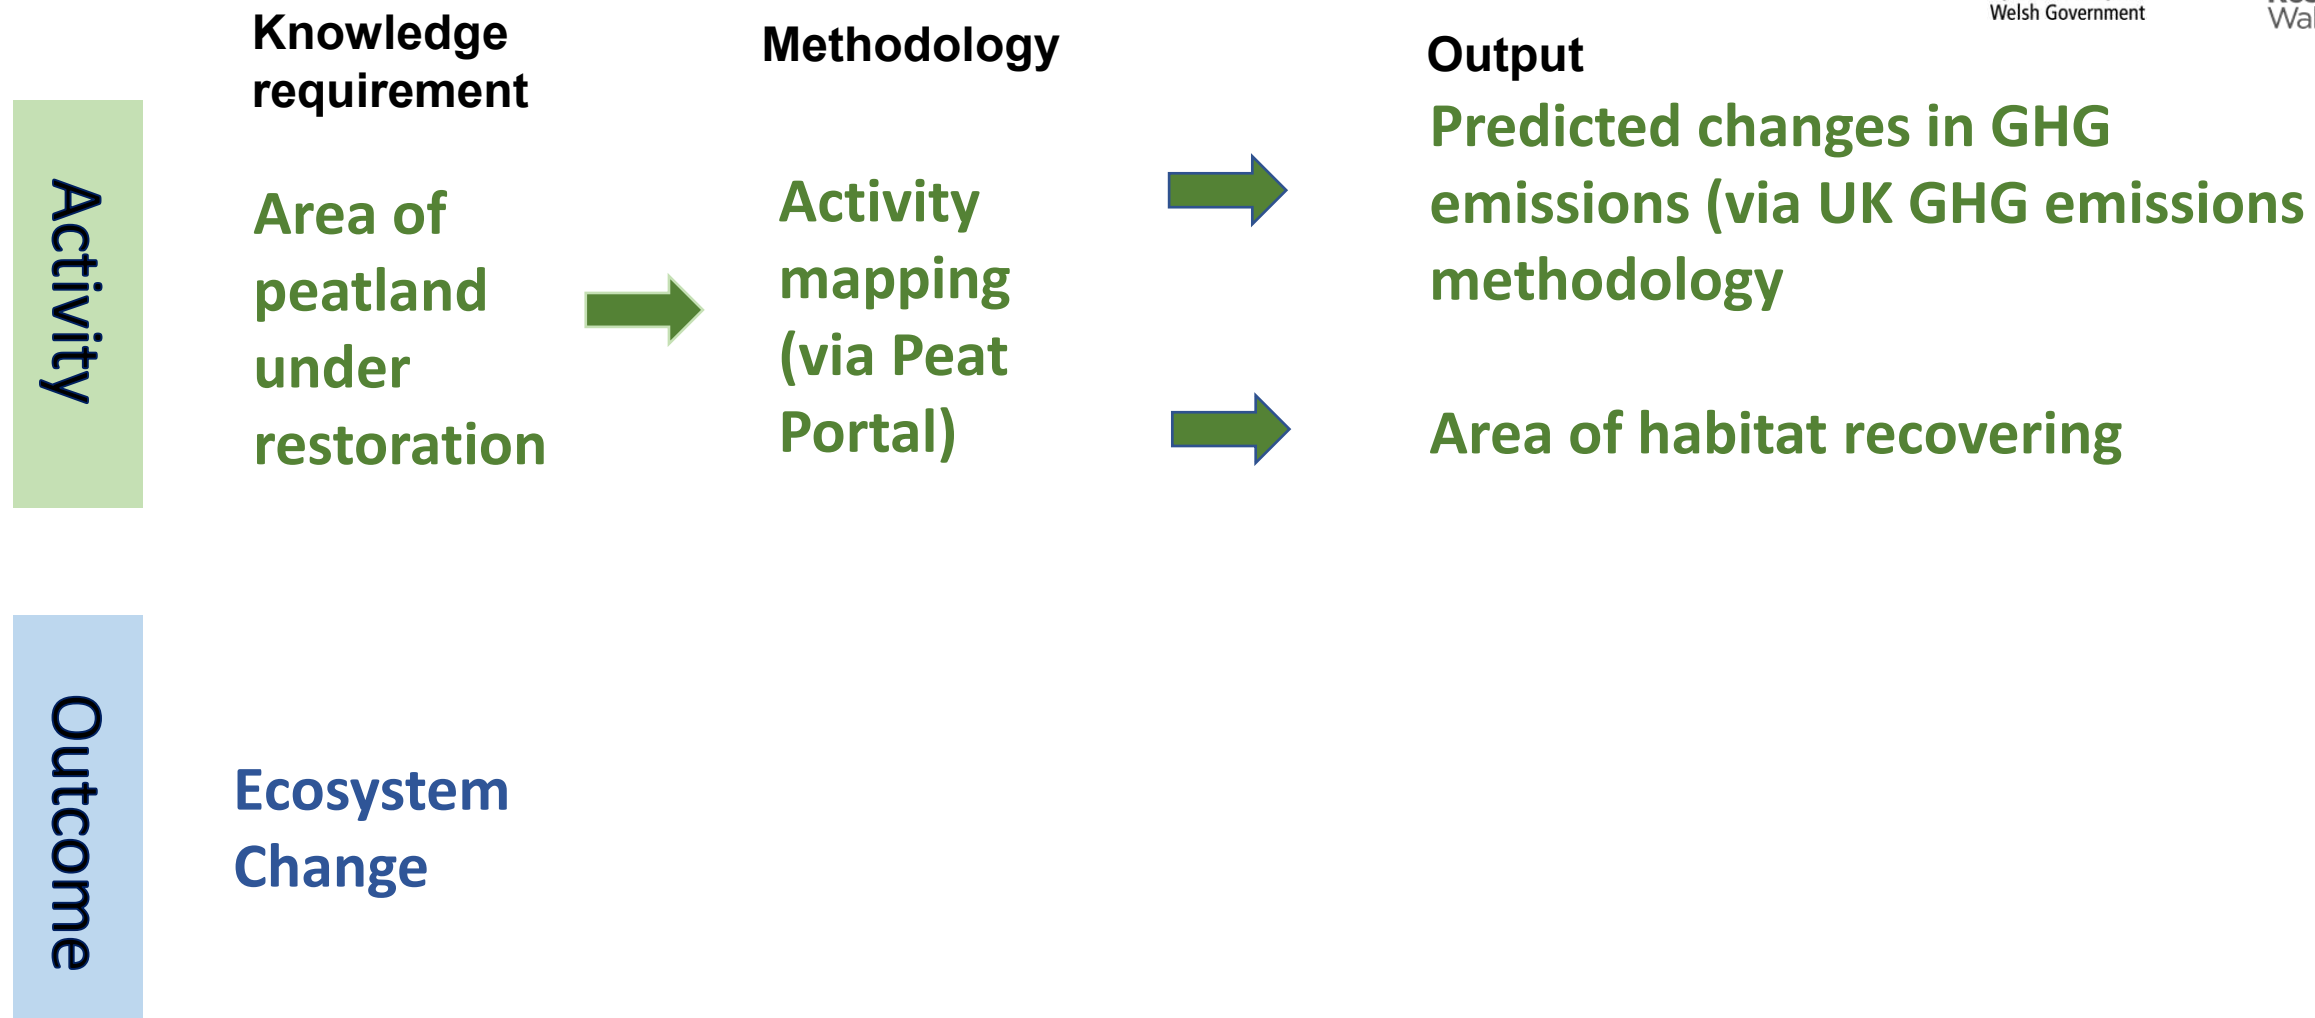 Welsh Government
Knowledge
requirement
Methodology
Output
Activity
Area of
peatland
under
restoration
Activity
mapping
(via Peat
Portal)
Predicted changes in GHG
emissions (via UK GHG emissions
methodology
Area of habitat recovering
Outcome
Ecosystem
Change